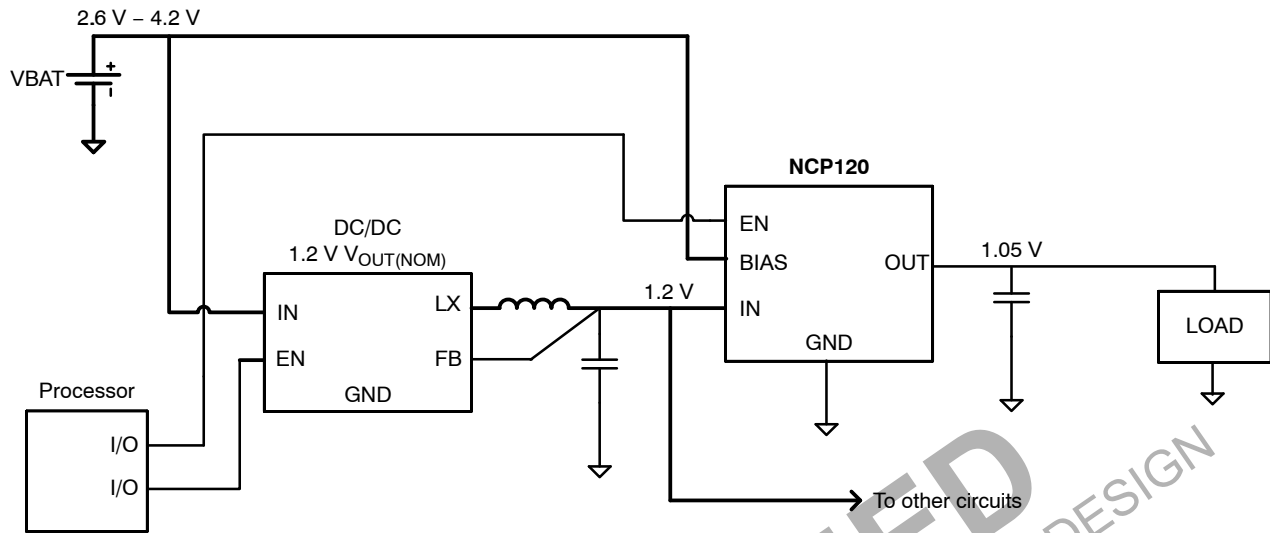 2.6 V – 4.2 V
VBAT
+
NCP120
EN
BIAS
OUT
IN
GND
1.05 V
LOAD
DC/DC
1.2 V VOUT(NOM)
IN
LX
EN
FB
GND
1.2 V
Processor
I/O
I/O
To other circuits
DESIGN